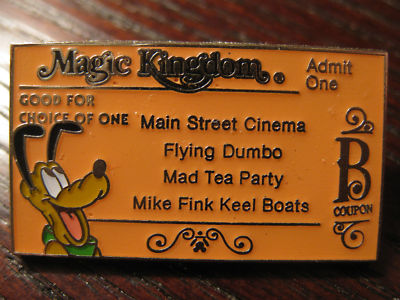 Magic Kingdom®
Admit
One
GOOD FOR
CHOICE OF ONE
Main Street Cinema
Flying Dumbo
Mad Tea Party
Mike Fink Keel Boats
B
COUPON